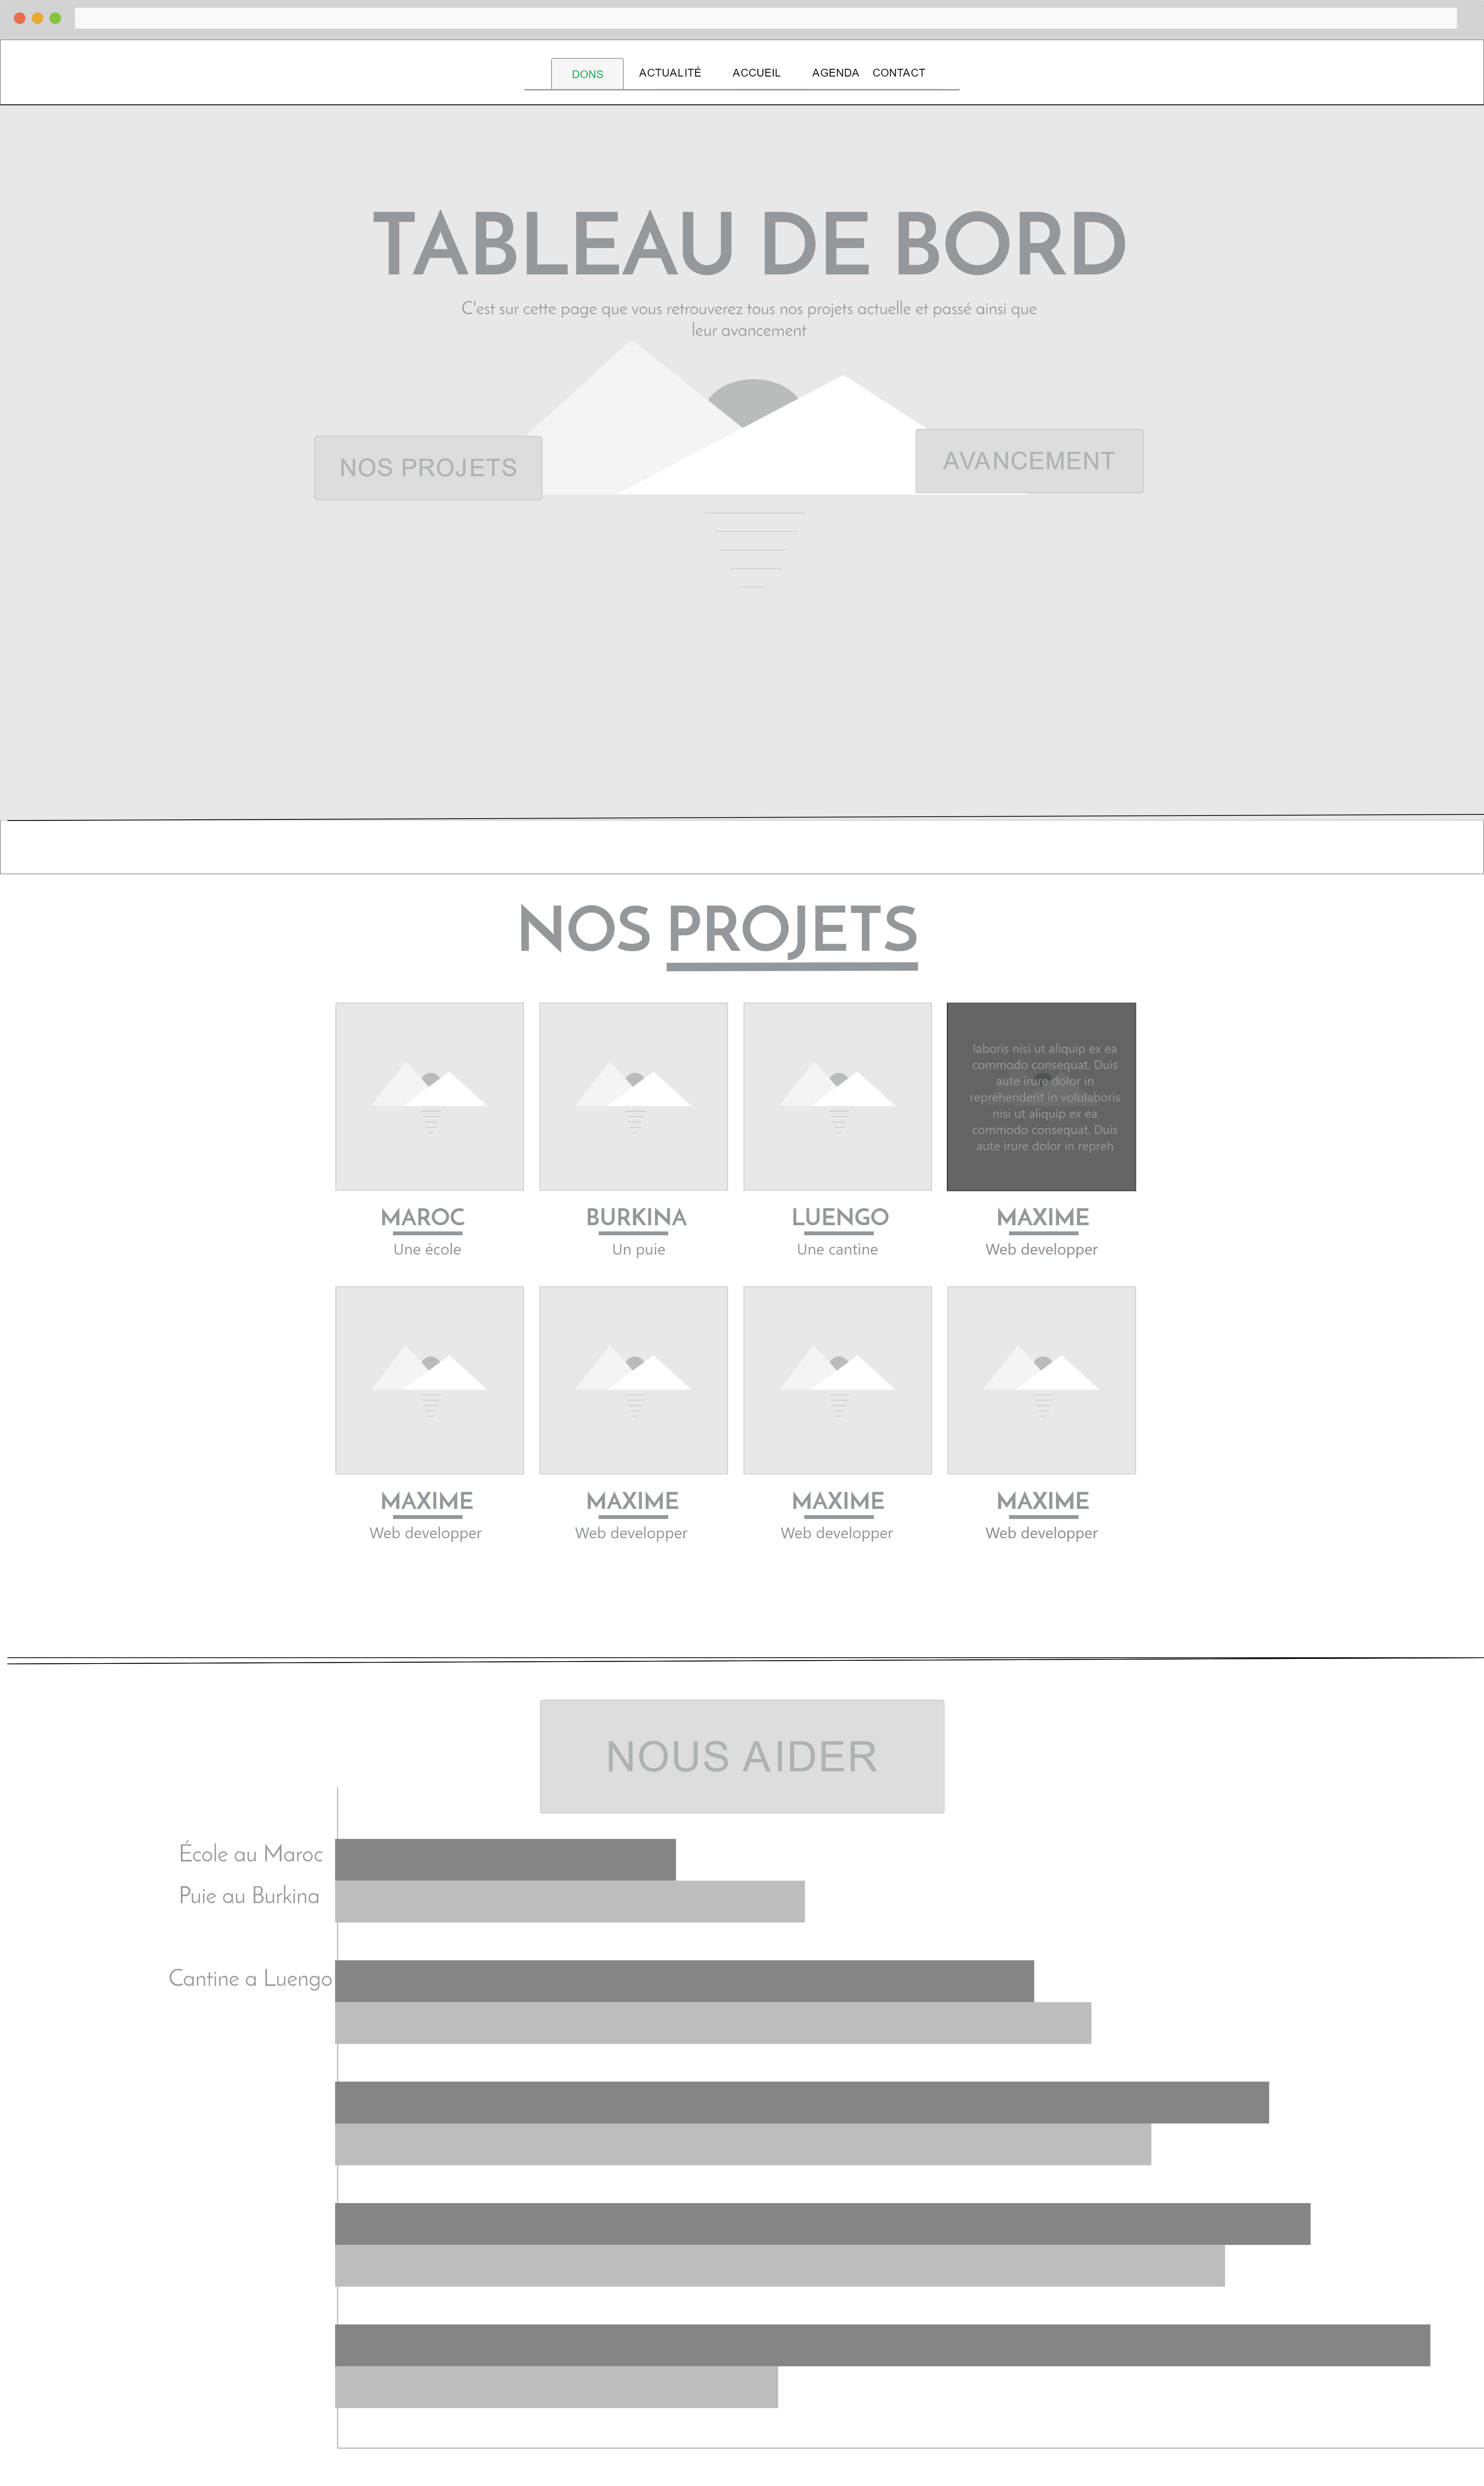 DONS ACTUALITÉ ACCUEIL AGENDA CONTACT
TABLEAU DE BORD
C'est sur cette page que vous retrouverez tous nos projets actuelle et passé ainsi que
leur avancement
NOS PROJETS
AVANCEMENT
NOS PROJETS
laboris nisi ut aliquip ex ea
commodo consequat. Duis
aute irure dolor in
reprehenderit in volulaboris
nisi ut aliquip ex ea
commodo consequat. Duis
aute irure dolor in repreh
MAROC
Une école
BURKINA
Un puie
LUENGO
Une cantine
MAXIME
Web developper
MAXIME
Web developper
MAXIME
Web developper
MAXIME
Web developper
MAXIME
Web developper
NOUS AIDER
École au Maroc
Puie au Burkina
Cantine a Luengo